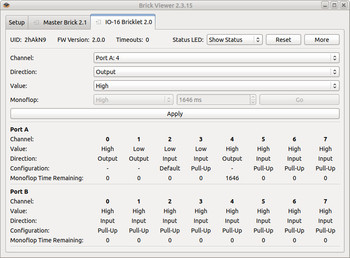 Brick Viewer 2.3.15
Setup Master Brick 2.1 IO-16 Bricklet 2.0
UID: 2hAkN9 FW Version: 2.0.0 Timeouts: 0 Status LED: Show Status Reset More
Channel: Port A: 4
Direction: Output
Value: High
Monoflop: High 1646 ms Go
Apply
Port A
Channel: 0 1 2 3 4 5 6 7
Value: High Low Low Low High High High High
Direction: Output Output Input Input Output Input Input Input
Configuration: - - Default Pull-Up - Pull-Up Pull-Up Pull-Up
Monoflop Time Remaining: 0 0 0 0 1646 0 0 0
Port B
Channel: 0 1 2 3 4 5 6 7
Value: High High High High High High High High
Direction: Input Input Input Input Input Input Input Input
Configuration: Pull-Up Pull-Up Pull-Up Pull-Up Pull-Up Pull-Up Pull-Up Pull-Up
Monoflop Time Remaining: 0 0 0 0 0 0 0 0